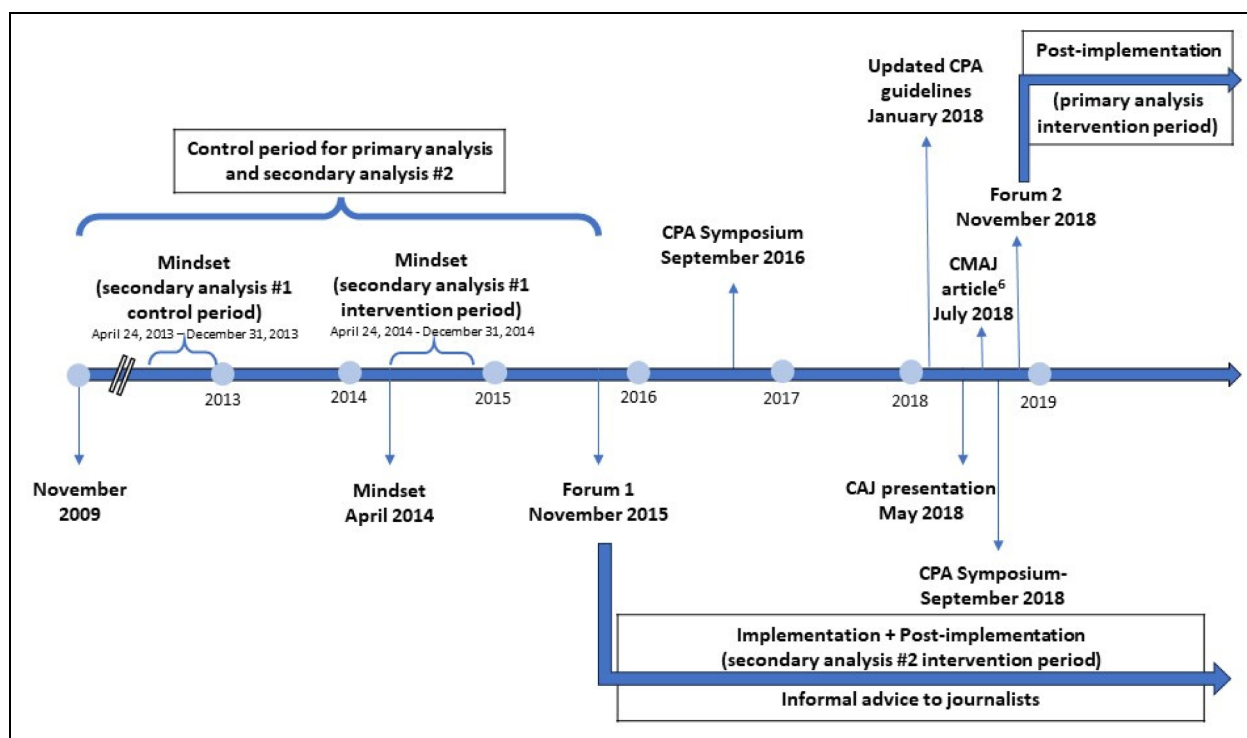 Post-implementation
(primary analysis
intervention period)
Updated CPA
guidelines
January 2018
Control period for primary analysis
and secondary analysis #2
Forum 2
November 2018
CPA Symposium
September 2016
CMAJ
article⁶
July 2018
Mindset
(secondary analysis #1
control period)
April 24, 2013 – December 31, 2013
Mindset
(secondary analysis #1
intervention period)
April 24, 2014 - December 31, 2014
2013
2014
2015
2016
2017
2018
2019
November
2009
Mindset
April 2014
Forum 1
November 2015
CAJ presentation
May 2018
CPA Symposium-
September 2018
Implementation + Post-implementation
(secondary analysis #2 intervention period)
Informal advice to journalists